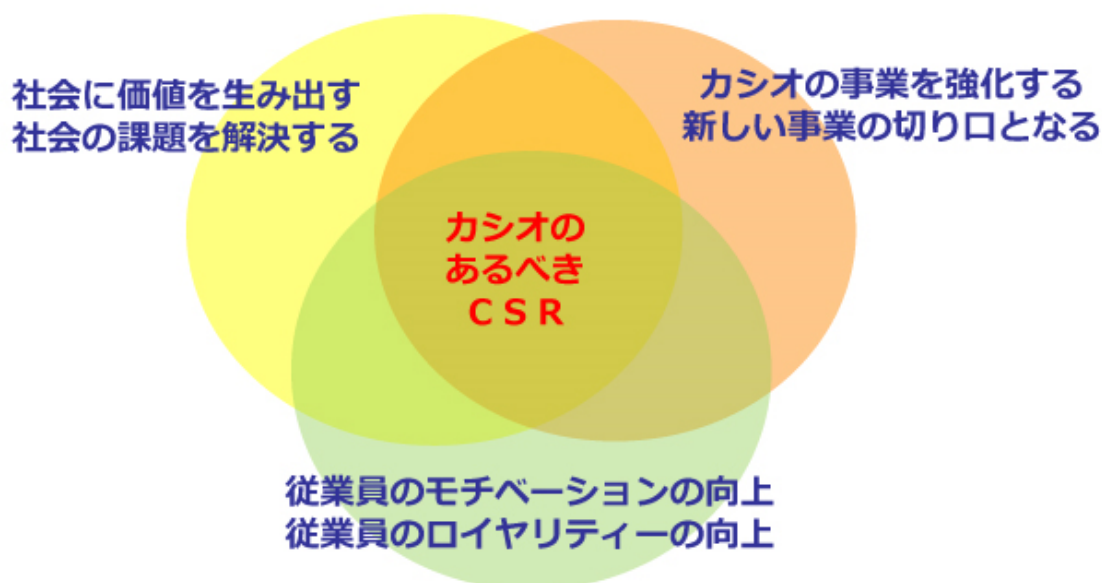 社会に価値を生み出す
社会の課題を解決する
カシオの事業を強化する
新しい事業の切り口となる
カシオの
あるべき
ＣＳＲ
従業員のモチベーションの向上
従業員のロイヤリティーの向上